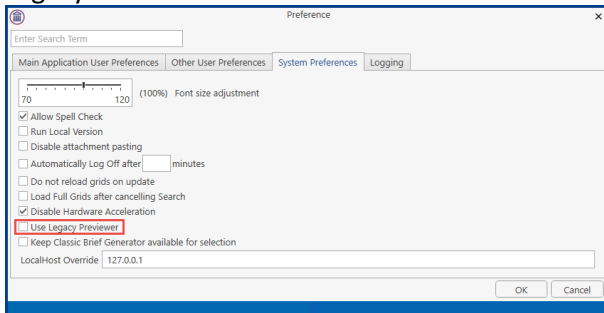 Preference
Enter Search Term
Main Application User Preferences Other User Preferences System Preferences Logging
70 120 (100%) Font size adjustment
Allow Spell Check
Run Local Version
Disable attachment pasting
Automatically Log Off after minutes
Do not reload grids on update
Load Full Grids after cancelling Search
Disable Hardware Acceleration
Use Legacy Previewer
Keep Classic Brief Generator available for selection
LocalHost Override 127.0.0.1
OK Cancel